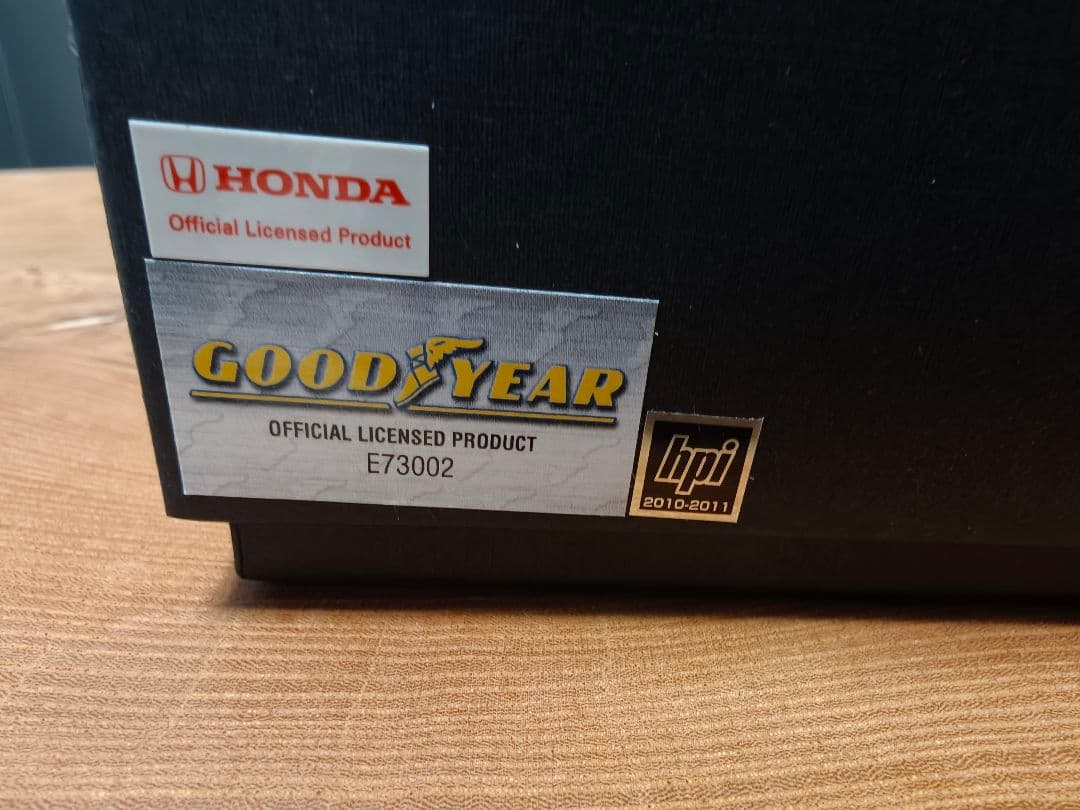 HONDA
Official Licensed Product
GOODYEAR
OFFICIAL LICENSED PRODUCT
E73002
hpi
2010-2011